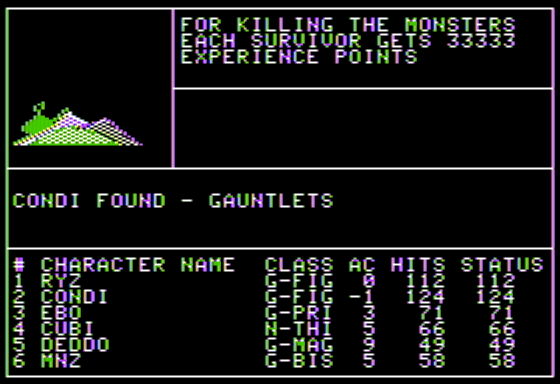 FOR KILLING THE MONSTERS
EACH SURVIVOR GETS 33333
EXPERIENCE POINTS
CONDI FOUND - GAUNTLETS
# CHARACTER NAME CLASS AC HITS STATUS
1 RYZ G-FIG 0 112 112
2 CONDI G-FIG -1 124 124
3 EBO G-PRI 3 71 71
4 CUBI N-THI 5 66 66
5 DEDDO G-MAG 9 49 49
6 MNZ G-BIS 5 58 58